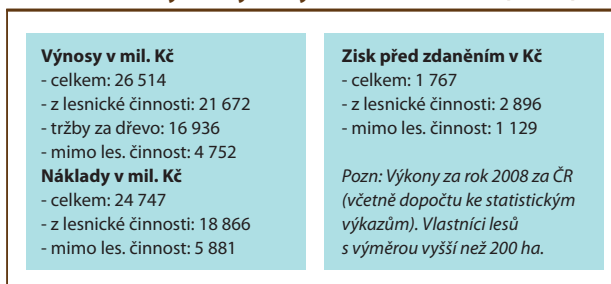 Výnosy v mil. Kč
- celkem: 26 514
- z lesnické činnosti: 21 672
- tržby za dřevo: 16 936
- mimo les. činnost: 4 752
Náklady v mil. Kč
- celkem: 24 747
- z lesnické činnosti: 18 866
- mimo les. činnost: 5 881
Zisk před zdaněním v Kč
- celkem: 1 767
- z lesnické činnosti: 2 896
- mimo les. činnost: 1 129
Pozn: Výkony za rok 2008 za ČR
(včetně dopočtu ke statistickým
výkazům). Vlastníci lesů
s výměrou vyšší než 200 ha.